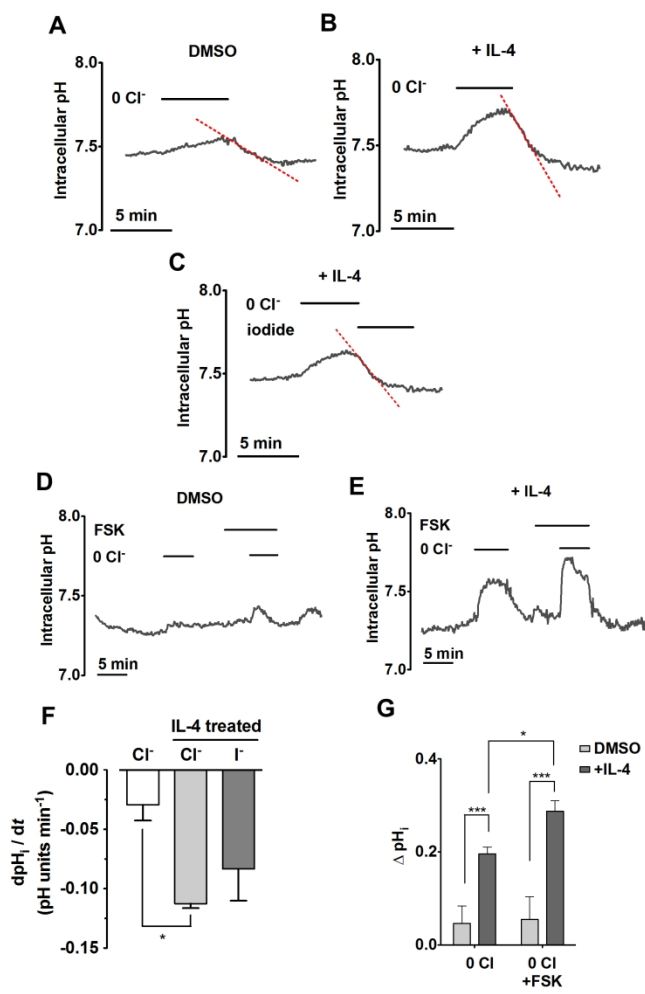 A
DMSO
8.0
0 Cl⁻
7.5
7.0
5 min
Intracellular pH
B
+ IL-4
8.0
0 Cl⁻
7.5
7.0
5 min
Intracellular pH
C
+ IL-4
8.0
0 Cl⁻
iodide
7.5
7.0
5 min
Intracellular pH
D
DMSO
8.0
FSK
0 Cl⁻
7.5
7.0
5 min
Intracellular pH
E
+ IL-4
8.0
FSK
0 Cl⁻
7.5
7.0
5 min
Intracellular pH
F
IL-4 treated
Cl⁻ Cl⁻ I⁻
0.00
-0.05
-0.10
-0.15
dpHᵢ / dt
(pH units min⁻¹)
*
G
DMSO
+IL-4
*
*** ***
0.4
0.2
0.0
Δ pHᵢ
0 Cl 0 Cl
+FSK